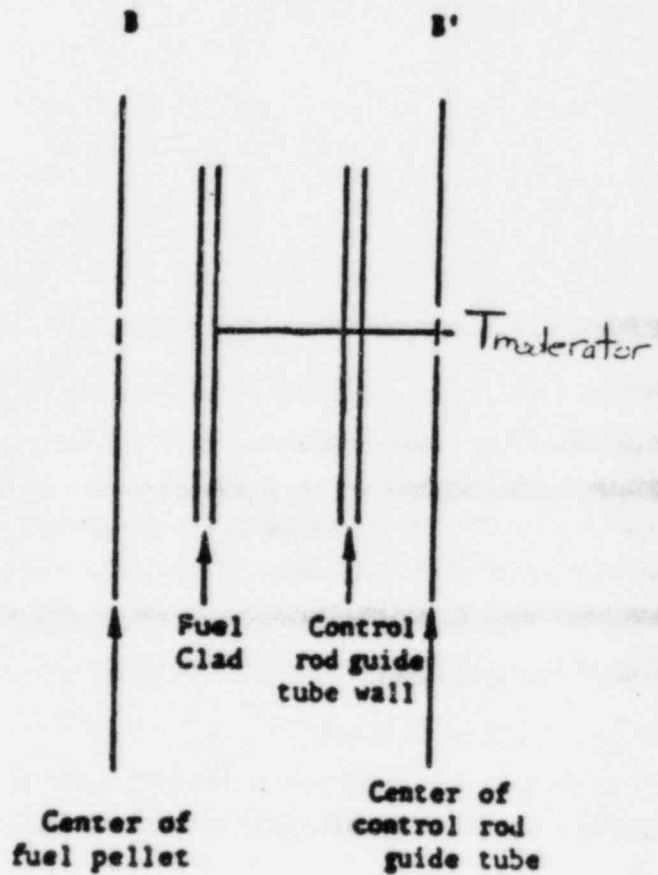 B B'
Tmoderator
Fuel Clad
Control rod guide tube wall
Center of fuel pellet
Center of control rod guide tube